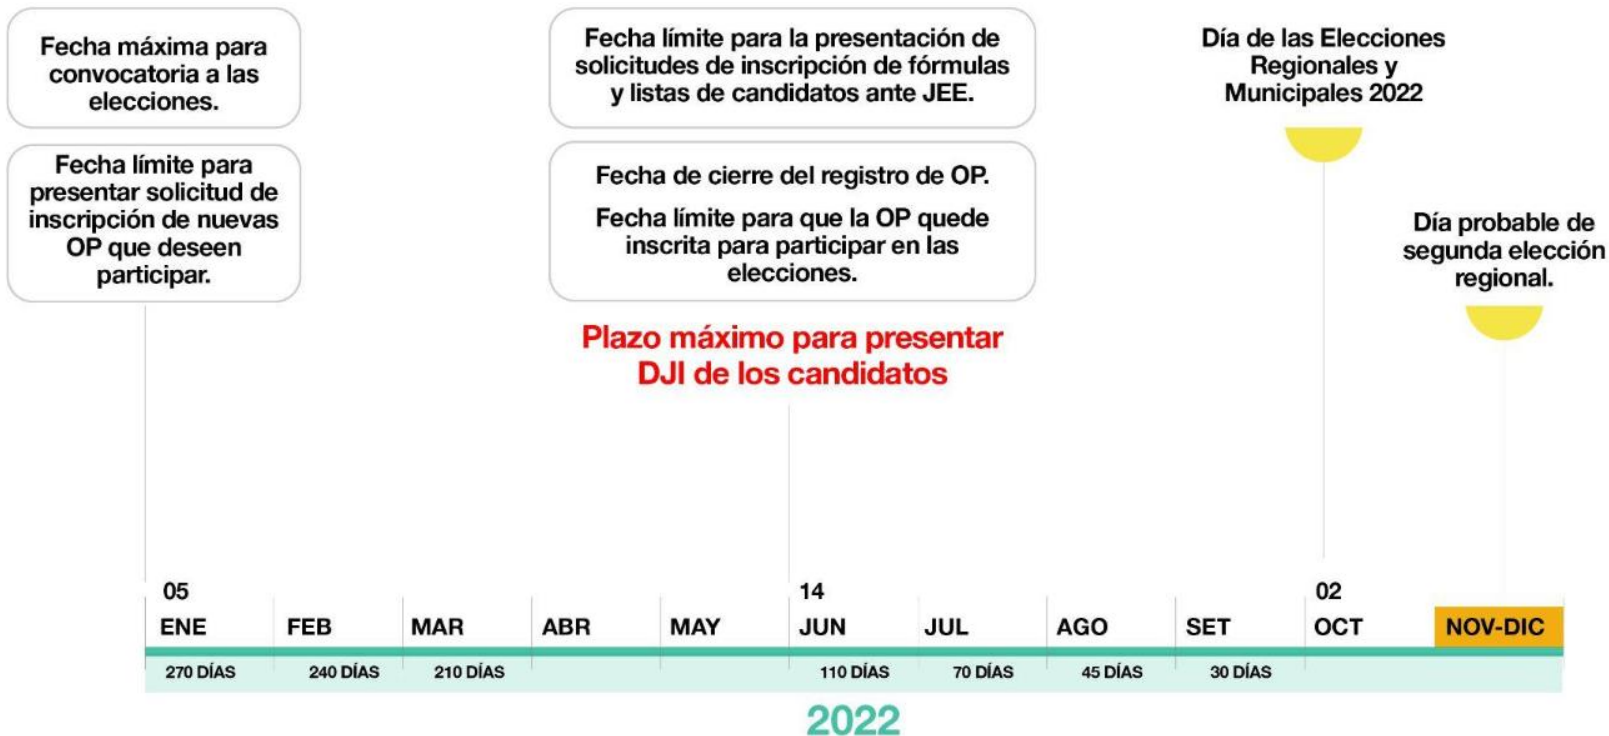 Fecha máxima para
convocatoria a las
elecciones.
Fecha límite para
presentar solicitud de
inscripción de nuevas
OP que deseen
participar.
Fecha límite para la presentación de
solicitudes de inscripción de fórmulas
y listas de candidatos ante JEE.
Fecha de cierre del registro de OP.
Fecha límite para que la OP quede
inscrita para participar en las
elecciones.
Plazo máximo para presentar
DJI de los candidatos
Día de las Elecciones
Regionales y
Municipales 2022
Día probable de
segunda elección
regional.
05 14 02
ENE FEB MAR ABR MAY JUN JUL AGO SET OCT NOV-DIC
270 DÍAS 240 DÍAS 210 DÍAS 110 DÍAS 70 DÍAS 45 DÍAS 30 DÍAS
2022